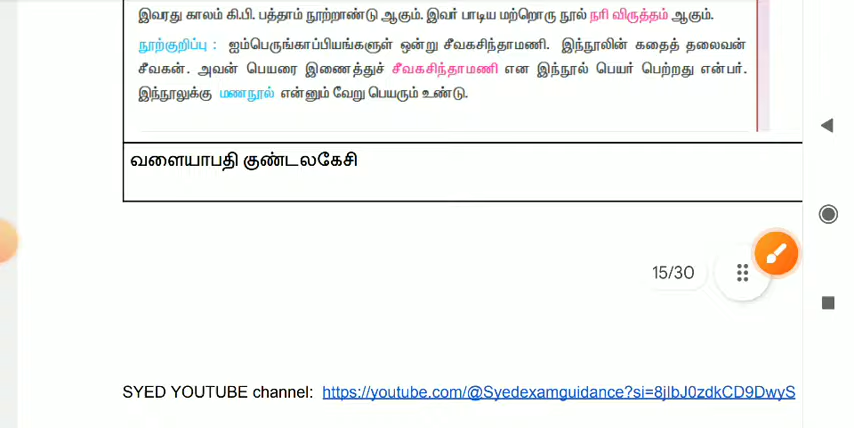 இவரது காலம் கி.பி. பத்தாம் நூற்றாண்டு ஆகும். இவர் பாடிய மற்றொரு நூல் நரி விருத்தம் ஆகும்.
நூற்குறிப்பு : ஐம்பெருங்காப்பியங்களுள் ஒன்று சீவகசிந்தாமணி. இந்நூலின் கதைத் தலைவன்
சீவகன். அவன் பெயரை இணைத்துச் சீவகசிந்தாமணி என இந்நூல் பெயர் பெற்றது என்பர்.
இந்நூலுக்கு மணநூல் என்னும் வேறு பெயரும் உண்டு.
வளையாபதி குண்டலகேசி
15/30
SYED YOUTUBE channel: https://youtube.com/@Syedexamguidance?si=8jlbJ0zdkCD9DwyS